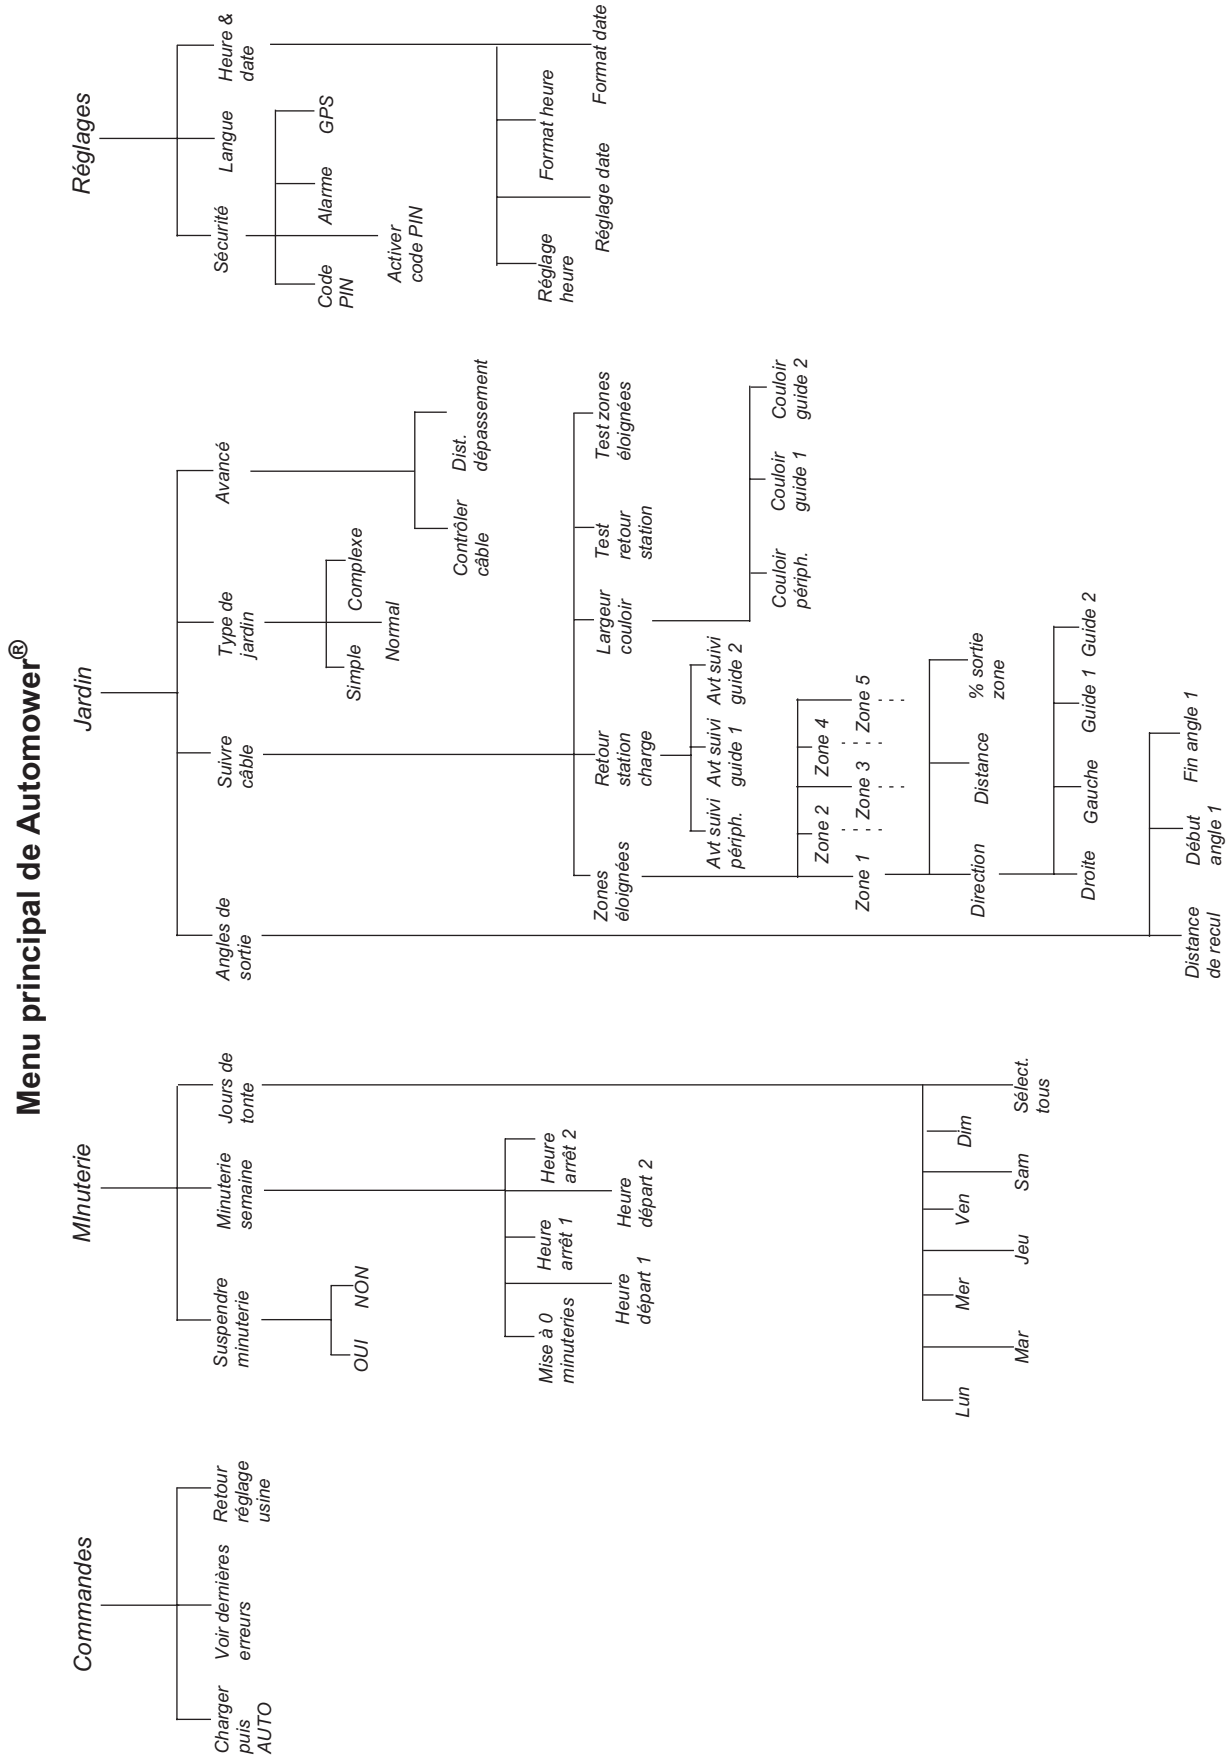 Menu principal de Automower®
Commandes
Charger
puis
AUTO
Voir dernières
erreurs
Retour
réglage
usine
MInuterie
Suspendre
minuterie
OUI
NON
Minuterie
semaine
Mise à 0
minuteries
Heure
départ 1
Heure
arrêt 1
Heure
départ 2
Heure
arrêt 2
Jours de
tonte
Lun
Mar
Mer
Jeu
Ven
Sam
Dim
Sélect.
tous
Jardin
Angles de
sortie
Distance
de recul
Début
angle 1
Fin angle 1
Suivre
câble
Zones
éloignées
Zone 1
Zone 2
Zone 3
Zone 4
Zone 5
Direction
Distance
% sortie
zone
Droite
Gauche
Guide 1
Guide 2
Retour
station
charge
Avt suivi
périph.
Avt suivi
guide 1
Avt suivi
guide 2
Largeur
couloir
Couloir
périph.
Couloir
guide 1
Couloir
guide 2
Test
retour
station
Test zones
éloignées
Type de
jardin
Simple
Normal
Complexe
Avancé
Contrôler
câble
Dist.
dépassement
Réglages
Sécurité
Code
PIN
Activer
code PIN
Alarme
GPS
Langue
Heure &
date
Réglage
heure
Réglage date
Format heure
Format date